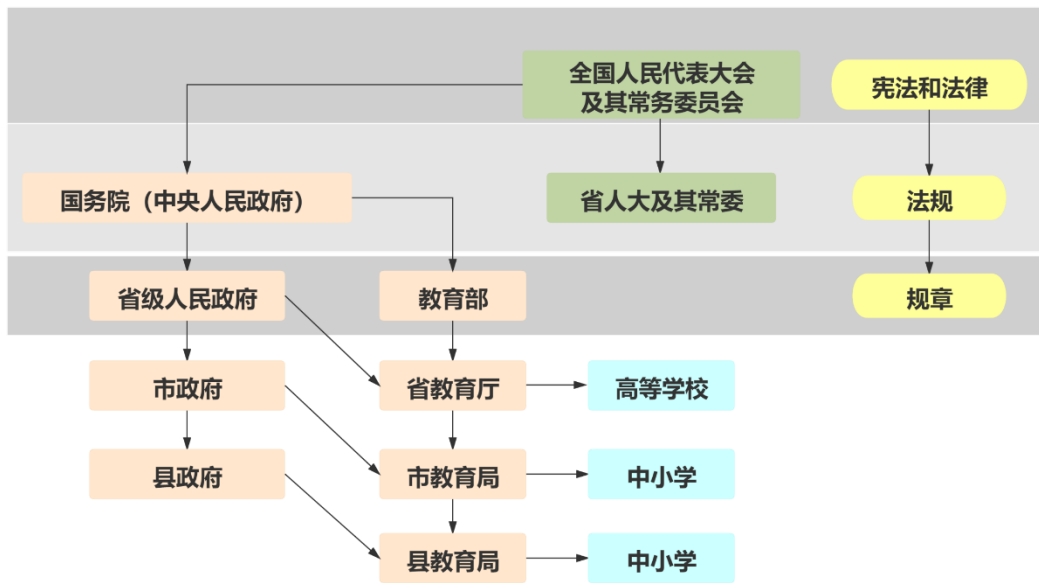 全国人民代表大会
及其常务委员会
宪法和法律
国务院（中央人民政府）
省人大及其常委
法规
省级人民政府
教育部
规章
市政府
省教育厅
高等学校
县政府
市教育局
中小学
县教育局
中小学